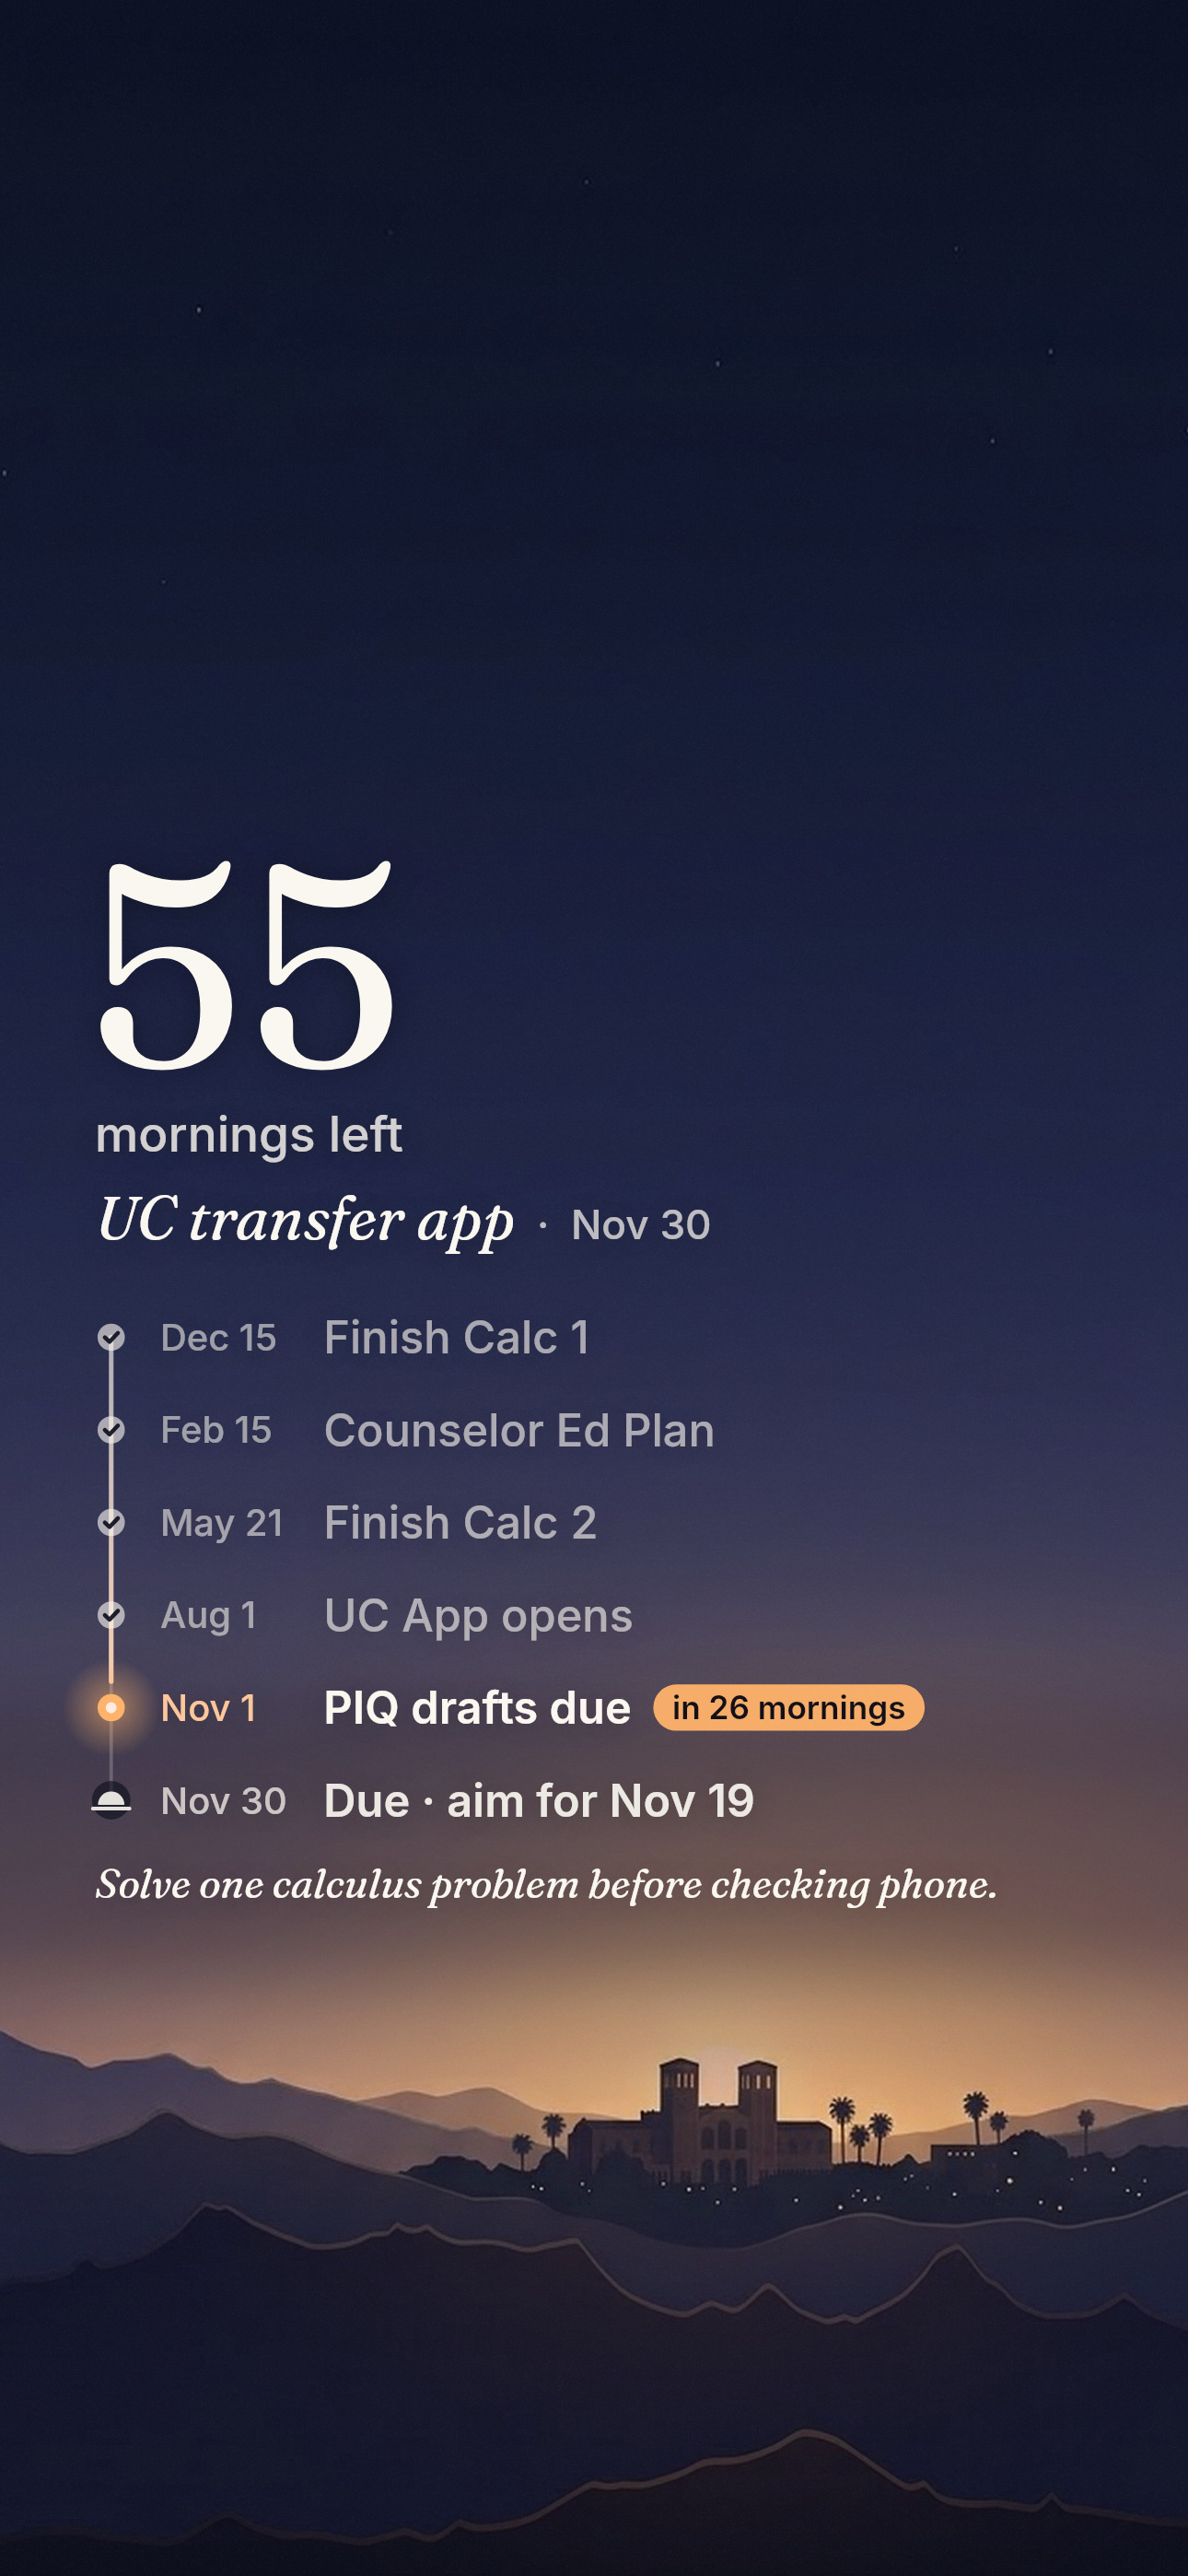 55
mornings left
UC transfer app · Nov 30
Dec 15 Finish Calc 1
Feb 15 Counselor Ed Plan
May 21 Finish Calc 2
Aug 1 UC App opens
Nov 1 PIQ drafts due in 26 mornings
Nov 30 Due · aim for Nov 19
Solve one calculus problem before checking phone.